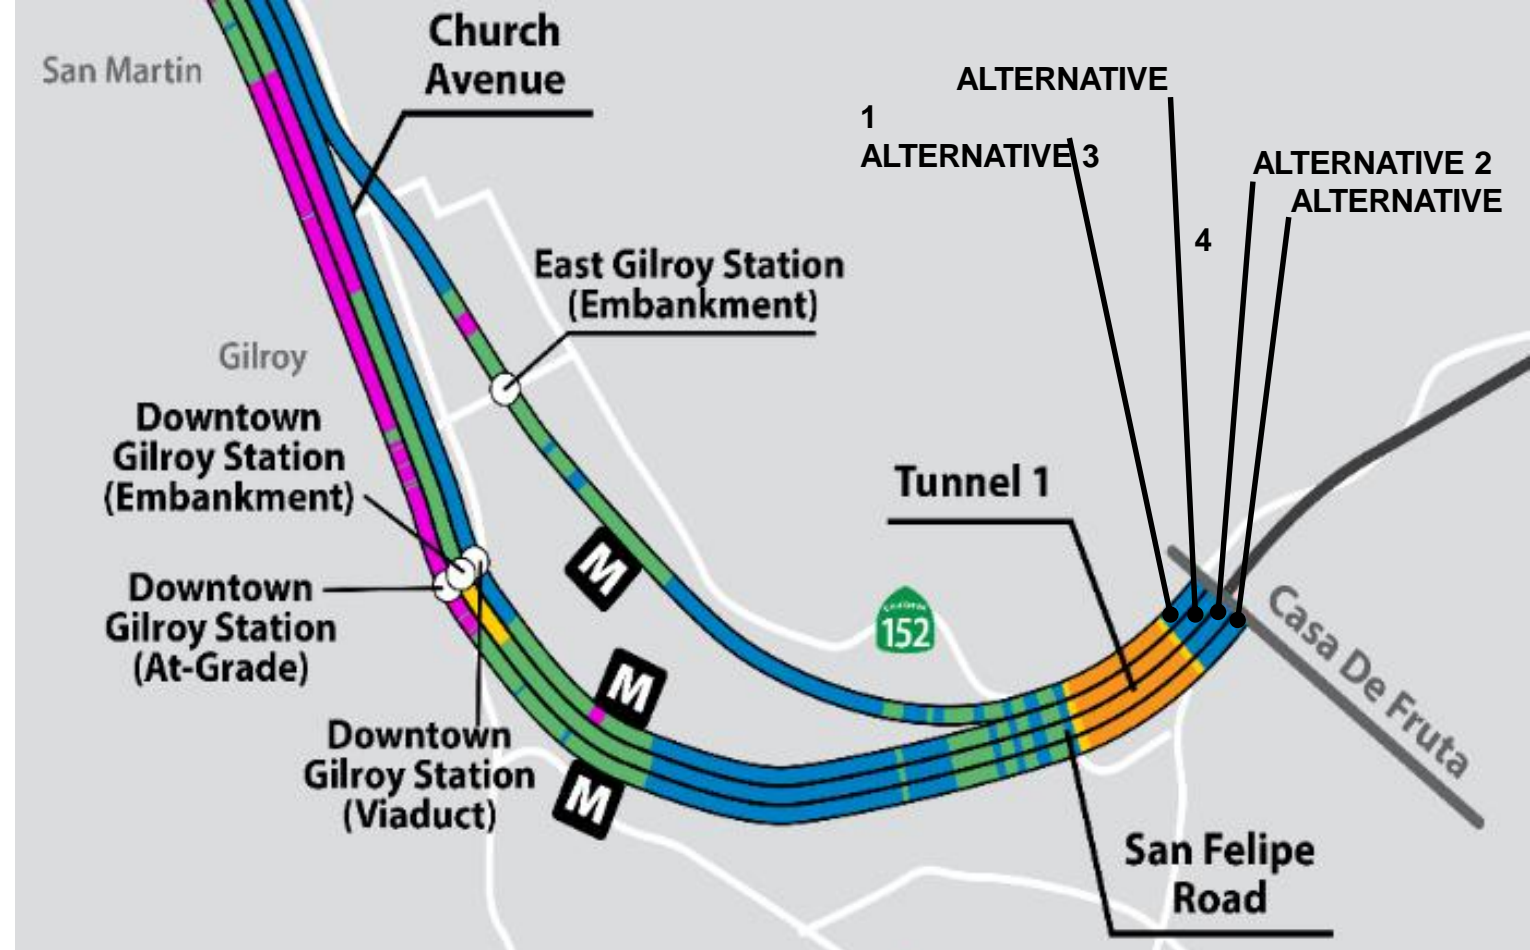 San Martin
Church
Avenue
ALTERNATIVE
1
ALTERNATIVE 3
ALTERNATIVE 2
ALTERNATIVE
4
East Gilroy Station
(Embankment)
Gilroy
Downtown
Gilroy Station
(Embankment)
Downtown
Gilroy Station
(At-Grade)
Downtown
Gilroy Station
(Viaduct)
M
M
M
Tunnel 1
152
Casa De Fruta
San Felipe
Road